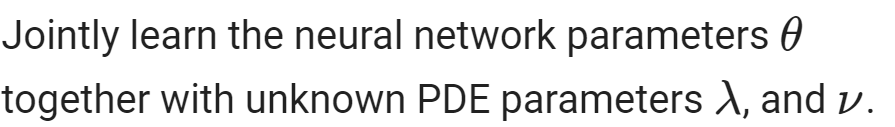 Jointly learn the neural network parameters θ
together with unknown PDE parameters λ, and ν.